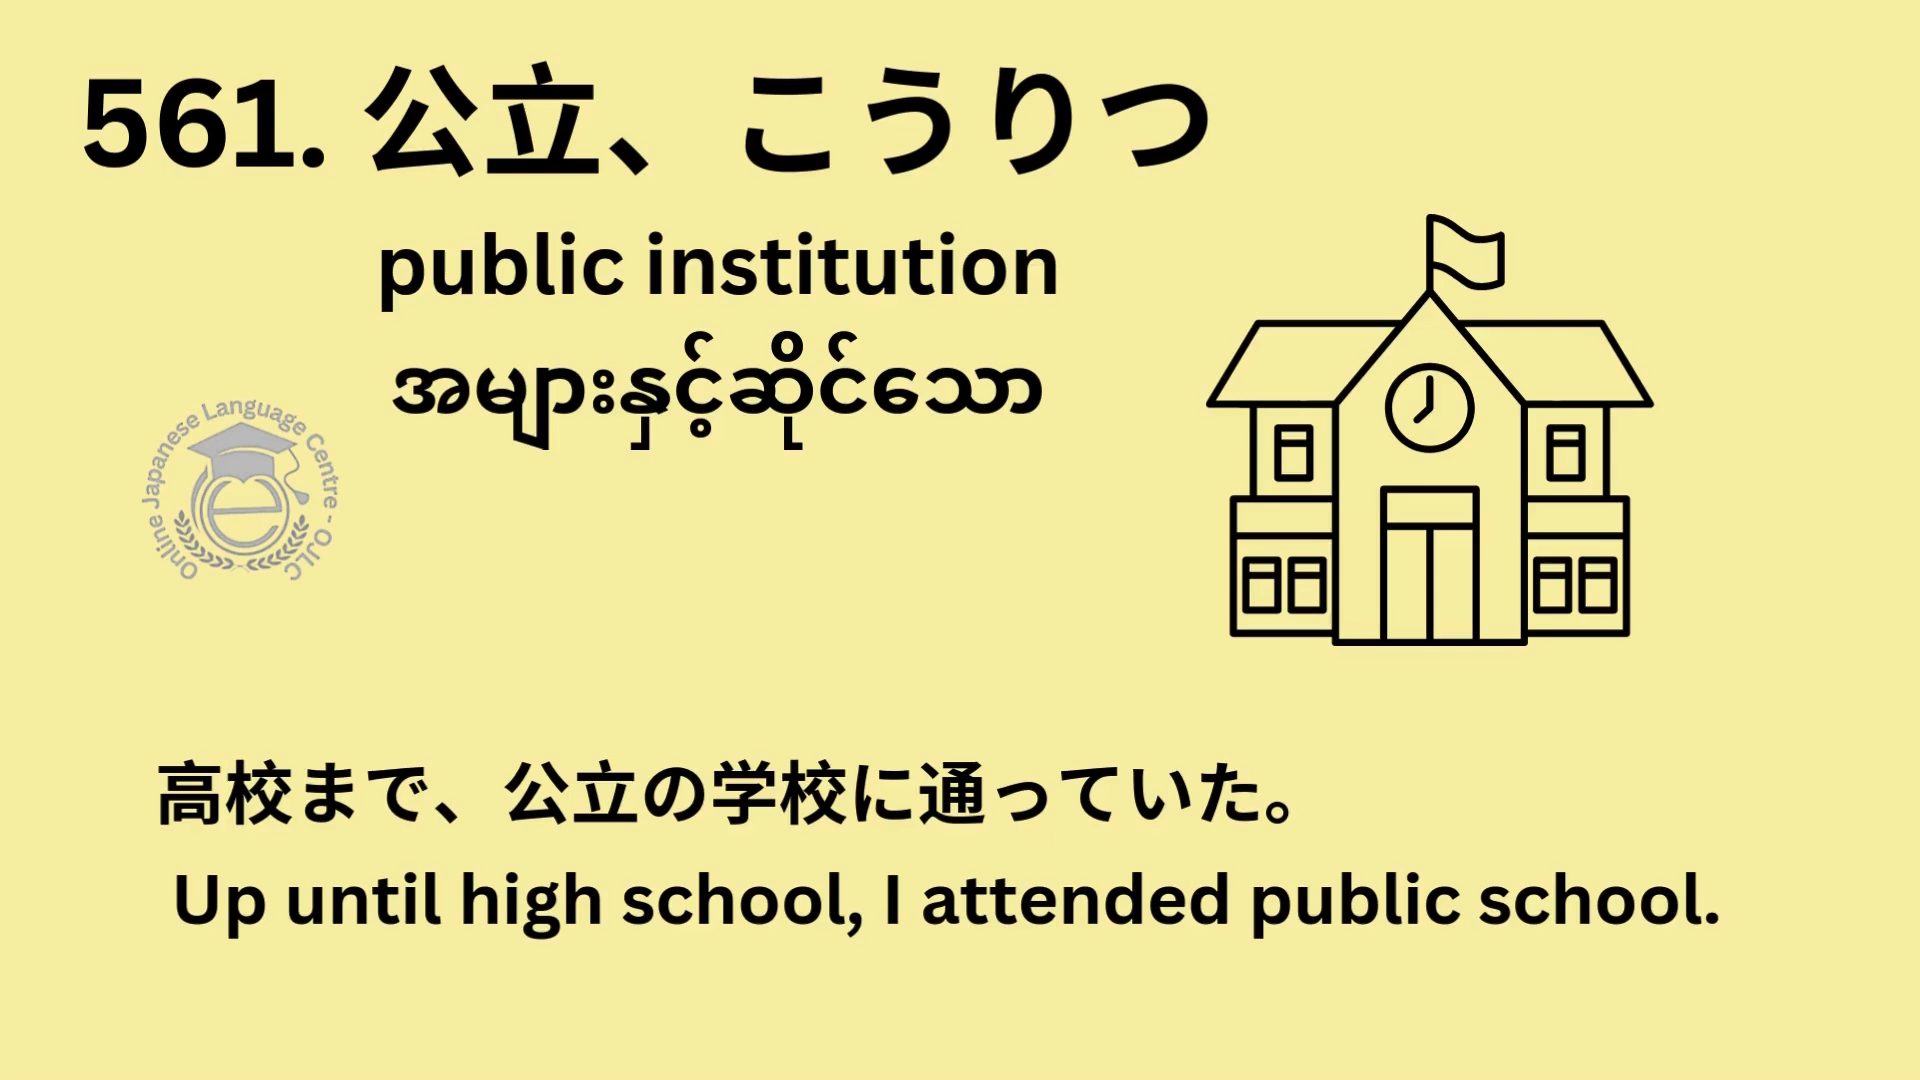 561. 公立、こうりつ
public institution
အများနှင့်ဆိုင်သော
Online Japanese Language Centre - OJLC
高校まで、公立の学校に通っていた。
Up until high school, I attended public school.